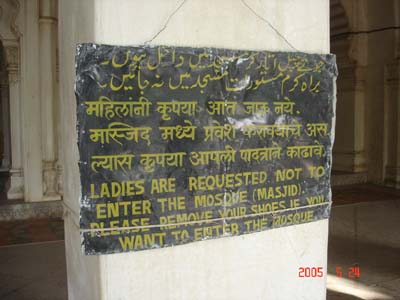 میں داخل ہوں
براہ کرم مستورات مسجد میں نہ جائیں
महिलांनी कृपया आत जाऊ नये.
मस्जिद मध्ये प्रवेश करावयाचे अस
ल्यास कृपया आपली पादत्राने काढावे.
LADIES ARE REQUESTED NOT TO
ENTER THE MOSQUE (MASJID).
PLEASE REMOVE YOUR SHOES IF YOU
WANT TO ENTER THE MOSQUE.
2005 5 24